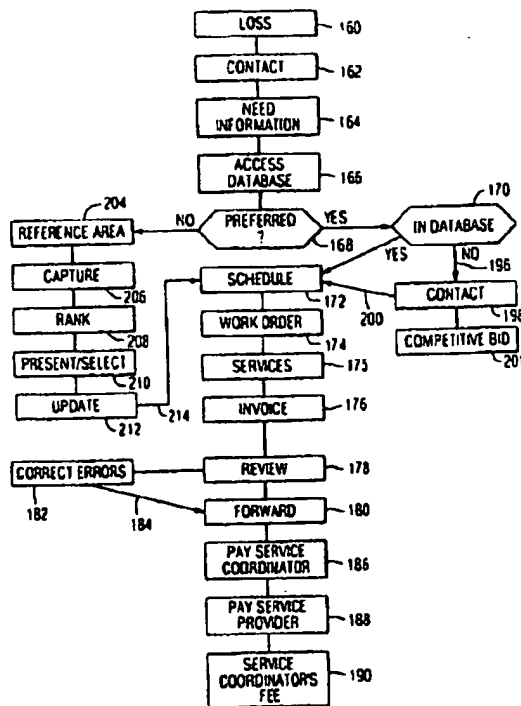 LOSS
160
CONTACT
162
NEED
INFORMATION
164
ACCESS
DATABASE
166
170
204
NO
PREFERRED
?
YES
168
IN DATABASE
REFERENCE AREA
YES
NO
196
CAPTURE
206
SCHEDULE
172
200
CONTACT
198
RANK
208
WORK ORDER
174
COMPETITIVE BID
PRESENT/SELECT
210
SERVICES
175
UPDATE
212
214
INVOICE
176
CORRECT ERRORS
182
184
REVIEW
178
FORWARD
180
PAY SERVICE
COORDINATOR
186
PAY SERVICE
PROVIDER
188
SERVICE
COORDINATOR'S
FEE
190